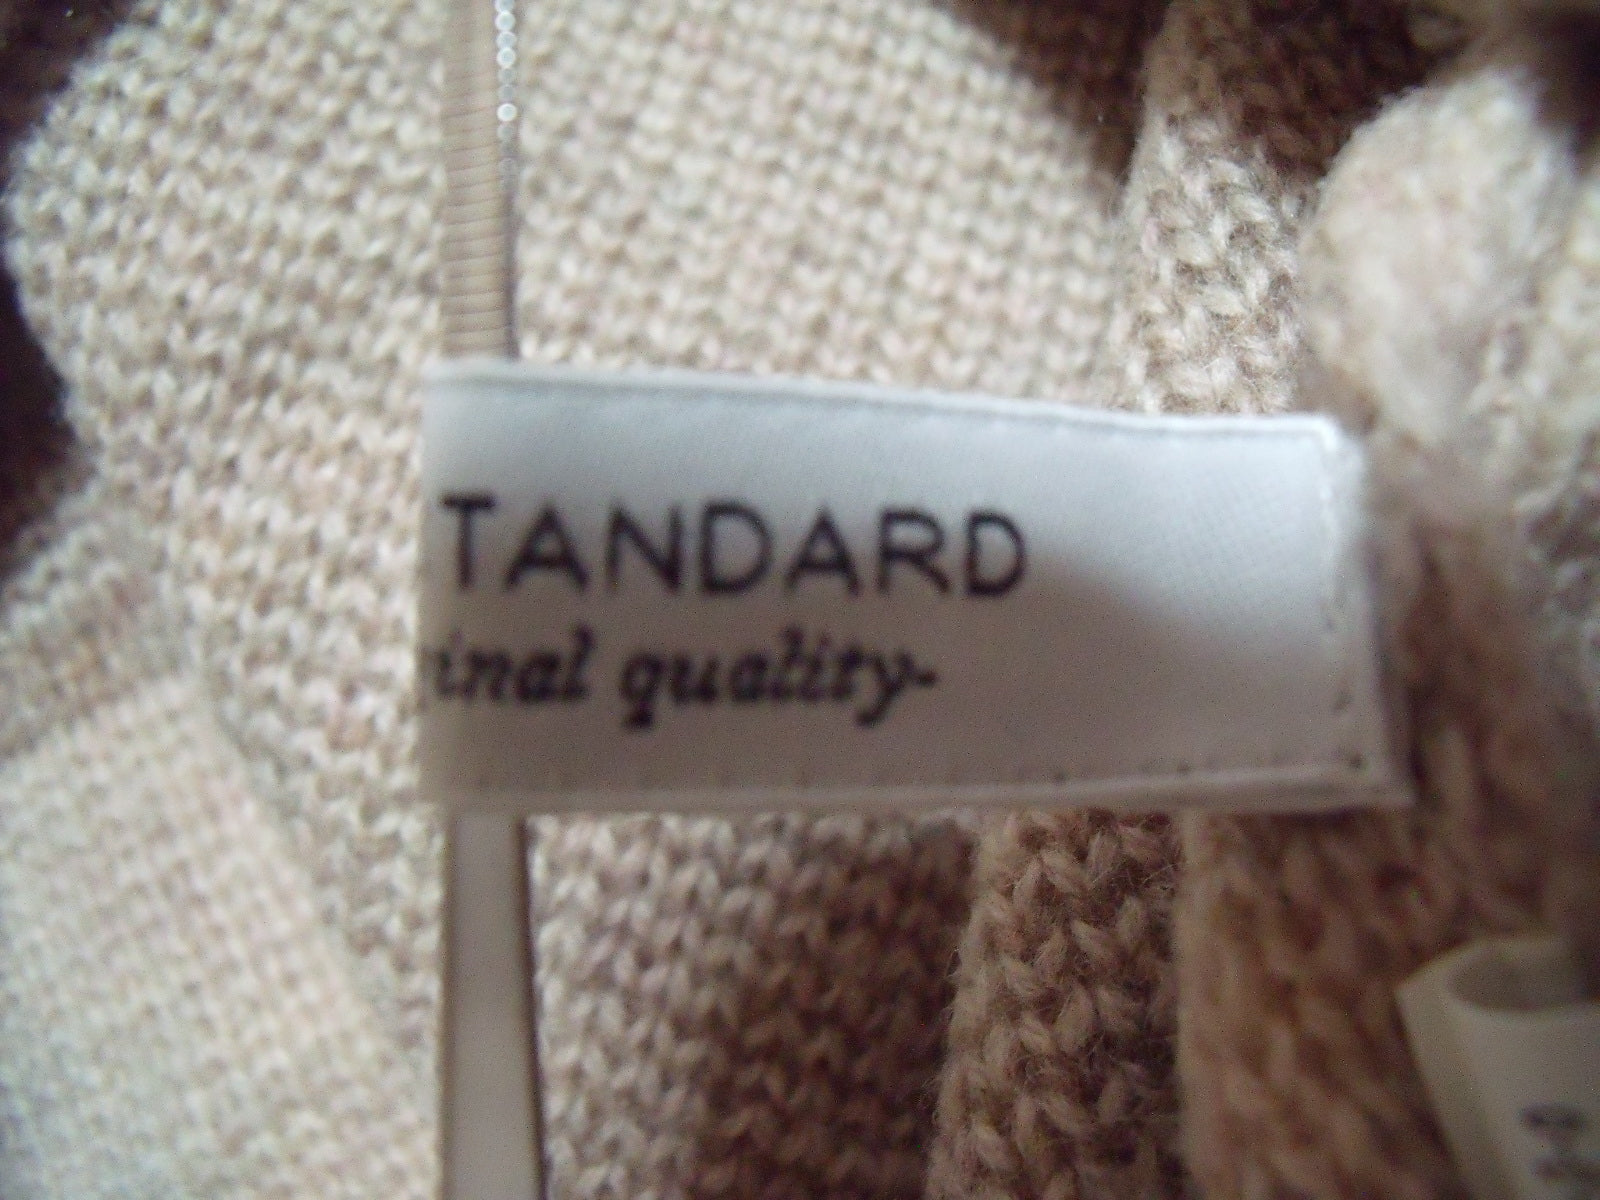 TANDARD
inal quality-